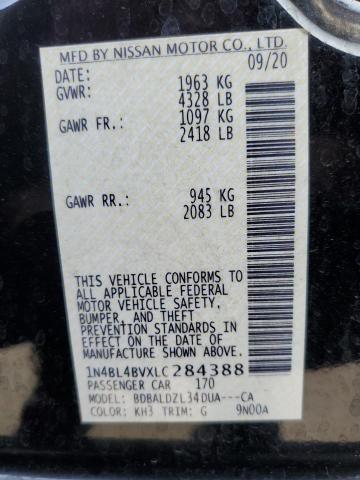 MFD BY NISSAN MOTOR CO., LTD.
DATE: 09/20
GVWR: 1963 KG
4328 LB
GAWR FR.: 1097 KG
2418 LB
GAWR RR.: 945 KG
2083 LB
THIS VEHICLE CONFORMS TO
ALL APPLICABLE FEDERAL
MOTOR VEHICLE SAFETY,
BUMPER, AND THEFT
PREVENTION STANDARDS IN
EFFECT ON THE DATE OF
MANUFACTURE SHOWN ABOVE.
1N4BL4BVXLC284388
PASSENGER CAR 170
MODEL: BDBALDZL34DUA---CA
COLOR: KH3 TRIM: G 9N00A